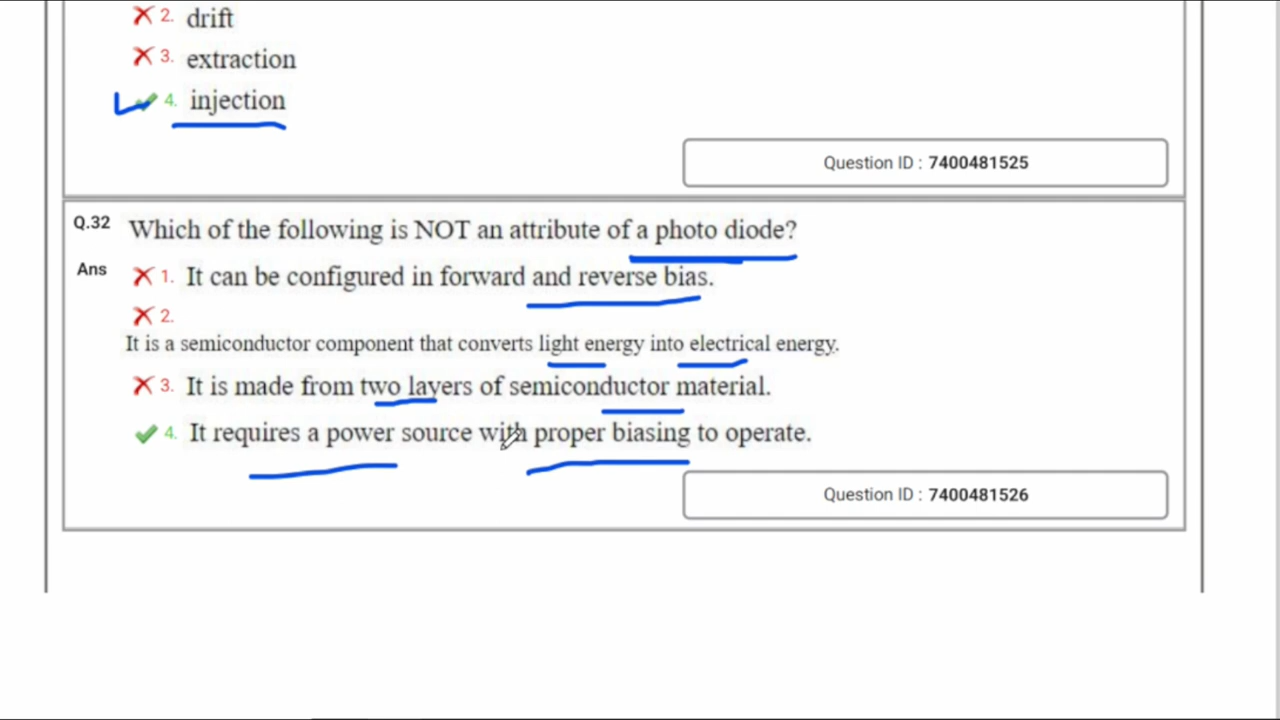 2. drift
3. extraction
4. injection
Question ID : 7400481525
Q.32 Which of the following is NOT an attribute of a photo diode?
Ans 1. It can be configured in forward and reverse bias.
2.
It is a semiconductor component that converts light energy into electrical energy.
3. It is made from two layers of semiconductor material.
4. It requires a power source with proper biasing to operate.
Question ID : 7400481526